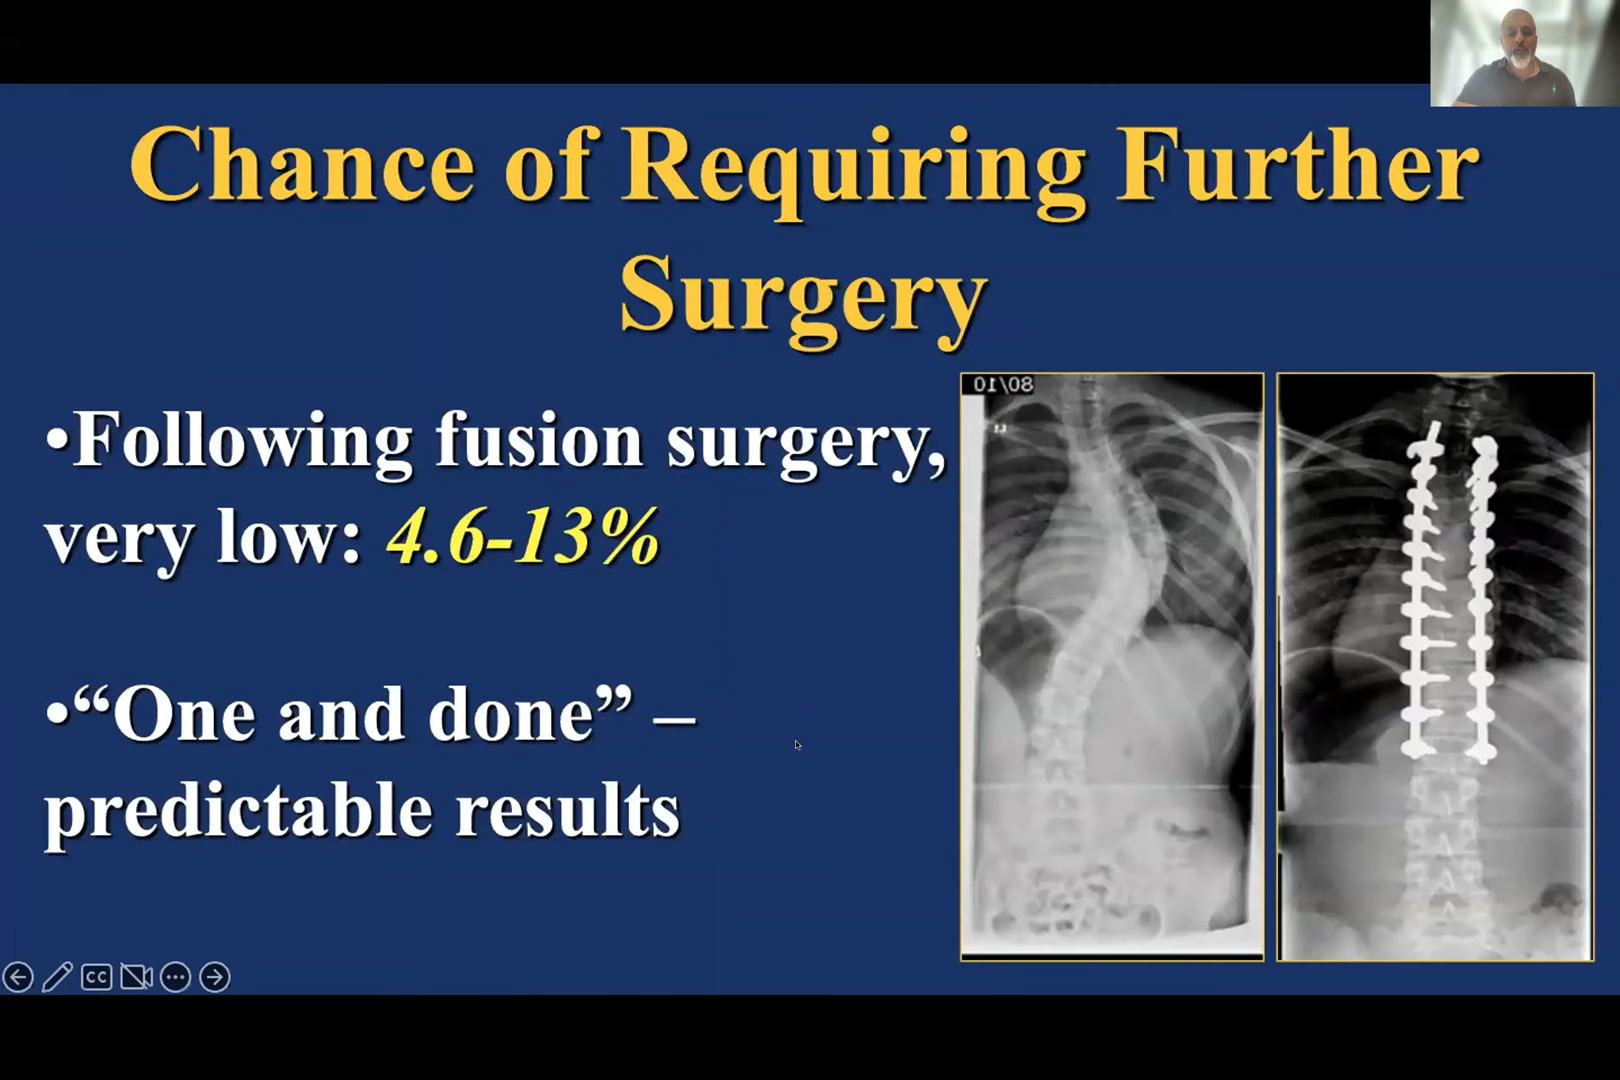 Chance of Requiring Further
Surgery
•Following fusion surgery,
very low: 4.6-13%
•“One and done” –
predictable results
01/08
CC